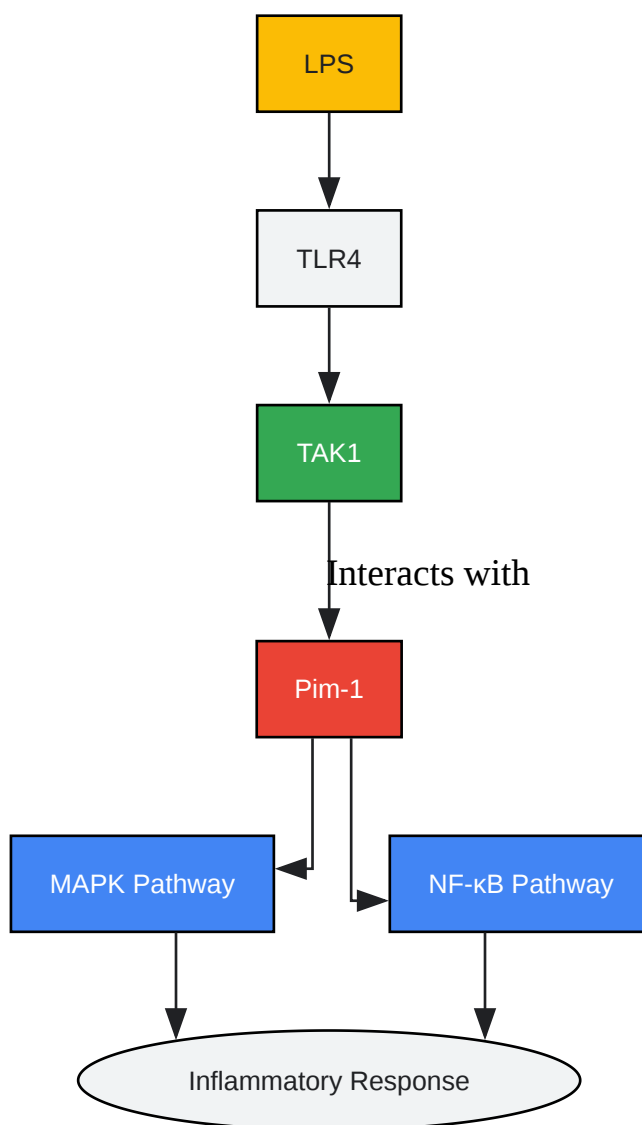 LPS
TLR4
TAK1
Interacts with
Pim-1
MAPK Pathway
NF-κB Pathway
Inflammatory Response